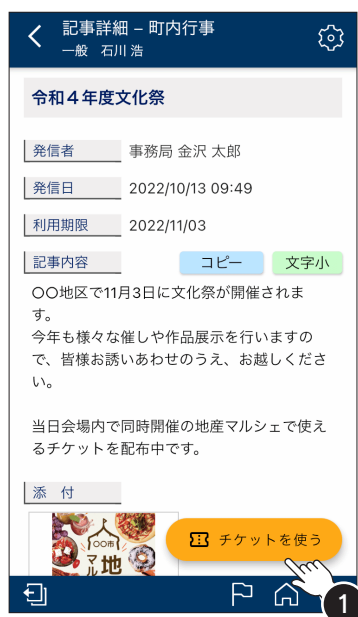 記事詳細 – 町内行事
一般　石川 浩
令和４年度文化祭
発信者 事務局 金沢 太郎
発信日 2022/10/13 09:49
利用期限 2022/11/03
記事内容 コピー 文字小
〇〇地区で11月3日に文化祭が開催されま
す。
今年も様々な催しや作品展示を行いますの
で、皆様お誘いあわせのうえ、お越しくださ
い。
当日会場内で同時開催の地産マルシェで使え
るチケットを配布中です。
添　付
〇〇市
地
マル
チケットを使う
1